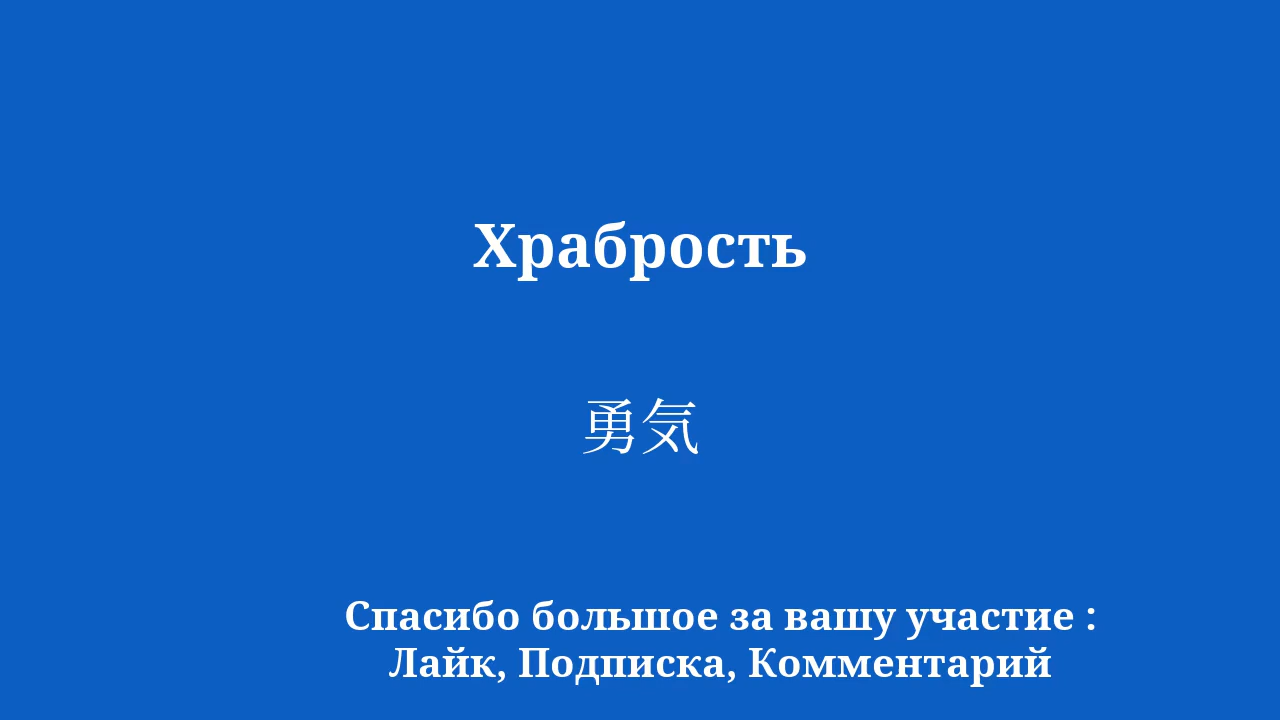 Храбрость
勇気
Спасибо большое за вашу участие :
Лайк, Подписка, Комментарий